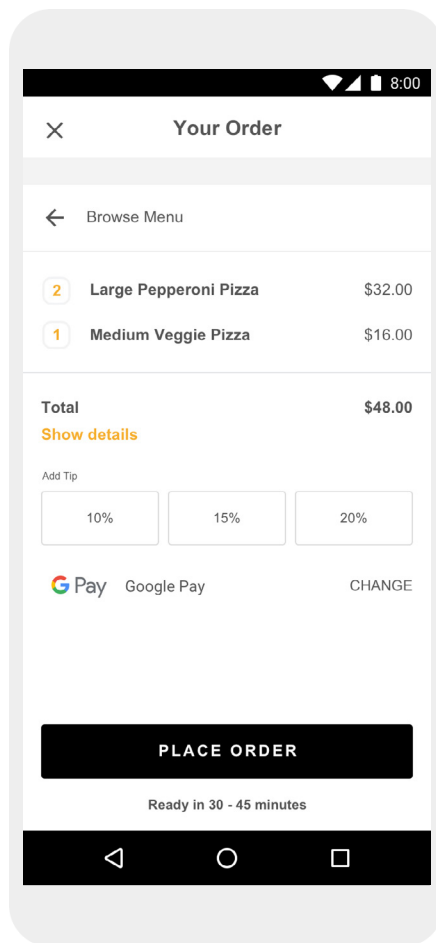 8:00
Your Order
Browse Menu
2 Large Pepperoni Pizza $32.00
1 Medium Veggie Pizza $16.00
Total $48.00
Show details
Add Tip
10% 15% 20%
G Pay Google Pay CHANGE
PLACE ORDER
Ready in 30 - 45 minutes